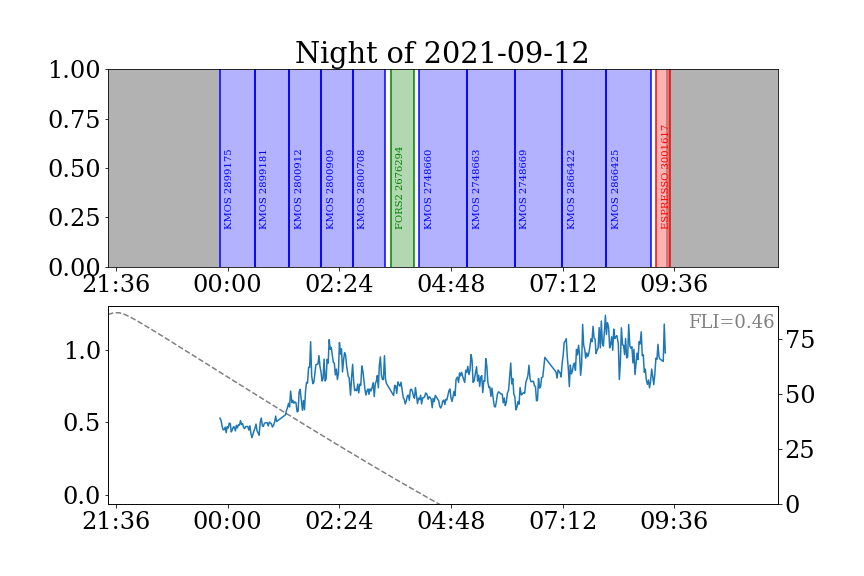 Night of 2021-09-12
1.00
0.75
0.50
0.25
0.00
KMOS 2899175
KMOS 2899181
KMOS 2800912
KMOS 2800909
KMOS 2800708
FORS2 2676294
KMOS 2748660
KMOS 2748663
KMOS 2748669
KMOS 2866422
KMOS 2866425
ESPRESSO 3001617
21:36 00:00 02:24 04:48 07:12 09:36
FLI=0.46
1.0
0.5
0.0
75
50
25
0
21:36 00:00 02:24 04:48 07:12 09:36